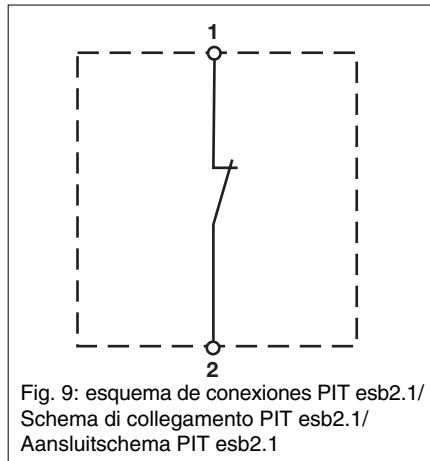 1
2
Fig. 9: esquema de conexiones PIT esb2.1/
Schema di collegamento PIT esb2.1/
Aansluitschema PIT esb2.1